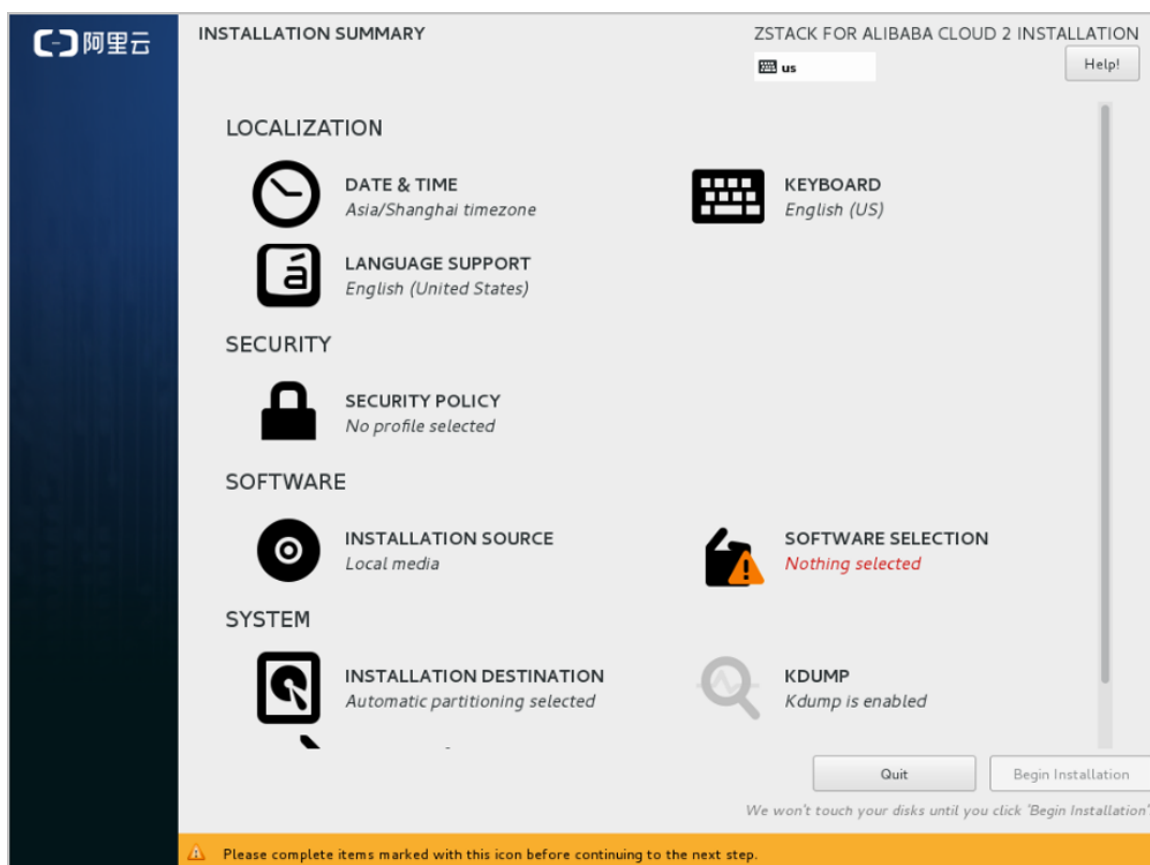 阿里云
INSTALLATION SUMMARY
ZSTACK FOR ALIBABA CLOUD 2 INSTALLATION
us
Help!
LOCALIZATION
DATE & TIME
Asia/Shanghai timezone
KEYBOARD
English (US)
LANGUAGE SUPPORT
English (United States)
SECURITY
SECURITY POLICY
No profile selected
SOFTWARE
INSTALLATION SOURCE
Local media
SOFTWARE SELECTION
Nothing selected
SYSTEM
INSTALLATION DESTINATION
Automatic partitioning selected
KDUMP
Kdump is enabled
Quit
Begin Installation
We won't touch your disks until you click 'Begin Installation'
Please complete items marked with this icon before continuing to the next step.